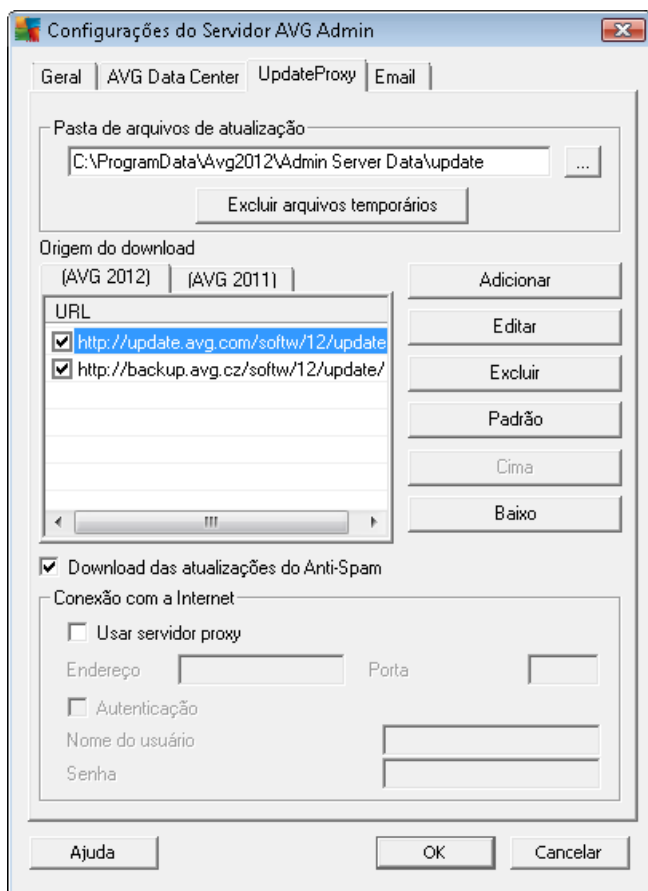 Configurações do Servidor AVG Admin
Geral
AVG Data Center
UpdateProxy
Email
Pasta de arquivos de atualização
C:\ProgramData\Avg2012\Admin Server Data\update
...
Excluir arquivos temporários
Origem do download
(AVG 2012)
(AVG 2011)
URL
http://update.avg.com/softw/12/update
http://backup.avg.cz/softw/12/update/
Adicionar
Editar
Excluir
Padrão
Cima
Baixo
Download das atualizações do Anti-Spam
Conexão com a Internet
Usar servidor proxy
Endereço
Porta
Autenticação
Nome do usuário
Senha
Ajuda
OK
Cancelar